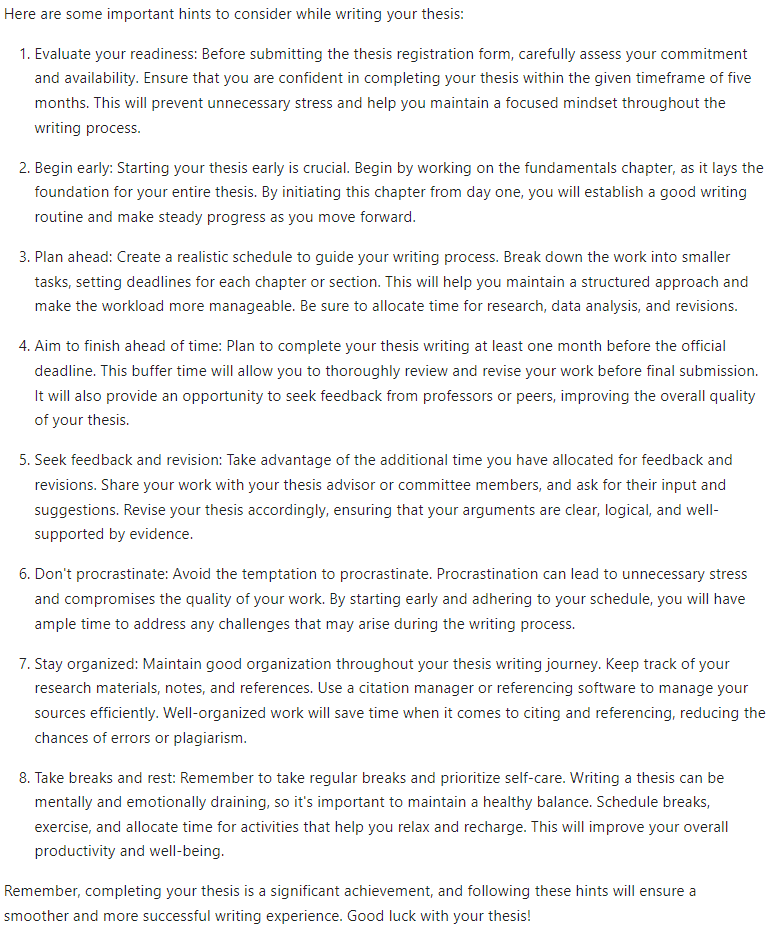 Here are some important hints to consider while writing your thesis:
1. Evaluate your readiness: Before submitting the thesis registration form, carefully assess your commitment
and availability. Ensure that you are confident in completing your thesis within the given timeframe of five
months. This will prevent unnecessary stress and help you maintain a focused mindset throughout the
writing process.
2. Begin early: Starting your thesis early is crucial. Begin by working on the fundamentals chapter, as it lays the
foundation for your entire thesis. By initiating this chapter from day one, you will establish a good writing
routine and make steady progress as you move forward.
3. Plan ahead: Create a realistic schedule to guide your writing process. Break down the work into smaller
tasks, setting deadlines for each chapter or section. This will help you maintain a structured approach and
make the workload more manageable. Be sure to allocate time for research, data analysis, and revisions.
4. Aim to finish ahead of time: Plan to complete your thesis writing at least one month before the official
deadline. This buffer time will allow you to thoroughly review and revise your work before final submission.
It will also provide an opportunity to seek feedback from professors or peers, improving the overall quality
of your thesis.
5. Seek feedback and revision: Take advantage of the additional time you have allocated for feedback and
revisions. Share your work with your thesis advisor or committee members, and ask for their input and
suggestions. Revise your thesis accordingly, ensuring that your arguments are clear, logical, and well-
supported by evidence.
6. Don't procrastinate: Avoid the temptation to procrastinate. Procrastination can lead to unnecessary stress
and compromises the quality of your work. By starting early and adhering to your schedule, you will have
ample time to address any challenges that may arise during the writing process.
7. Stay organized: Maintain good organization throughout your thesis writing journey. Keep track of your
research materials, notes, and references. Use a citation manager or referencing software to manage your
sources efficiently. Well-organized work will save time when it comes to citing and referencing, reducing the
chances of errors or plagiarism.
8. Take breaks and rest: Remember to take regular breaks and prioritize self-care. Writing a thesis can be
mentally and emotionally draining, so it's important to maintain a healthy balance. Schedule breaks,
exercise, and allocate time for activities that help you relax and recharge. This will improve your overall
productivity and well-being.
Remember, completing your thesis is a significant achievement, and following these hints will ensure a
smoother and more successful writing experience. Good luck with your thesis!